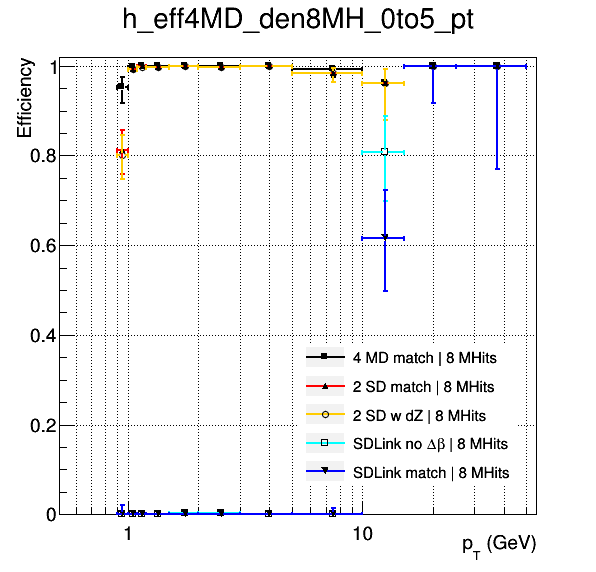 h_eff4MD_den8MH_0to5_pt
Efficiency
1
0.8
0.6
0.4
0.2
0
4 MD match | 8 MHits
2 SD match | 8 MHits
2 SD w dZ | 8 MHits
SDLink no Δβ | 8 MHits
SDLink match | 8 MHits
1
10
p_T (GeV)